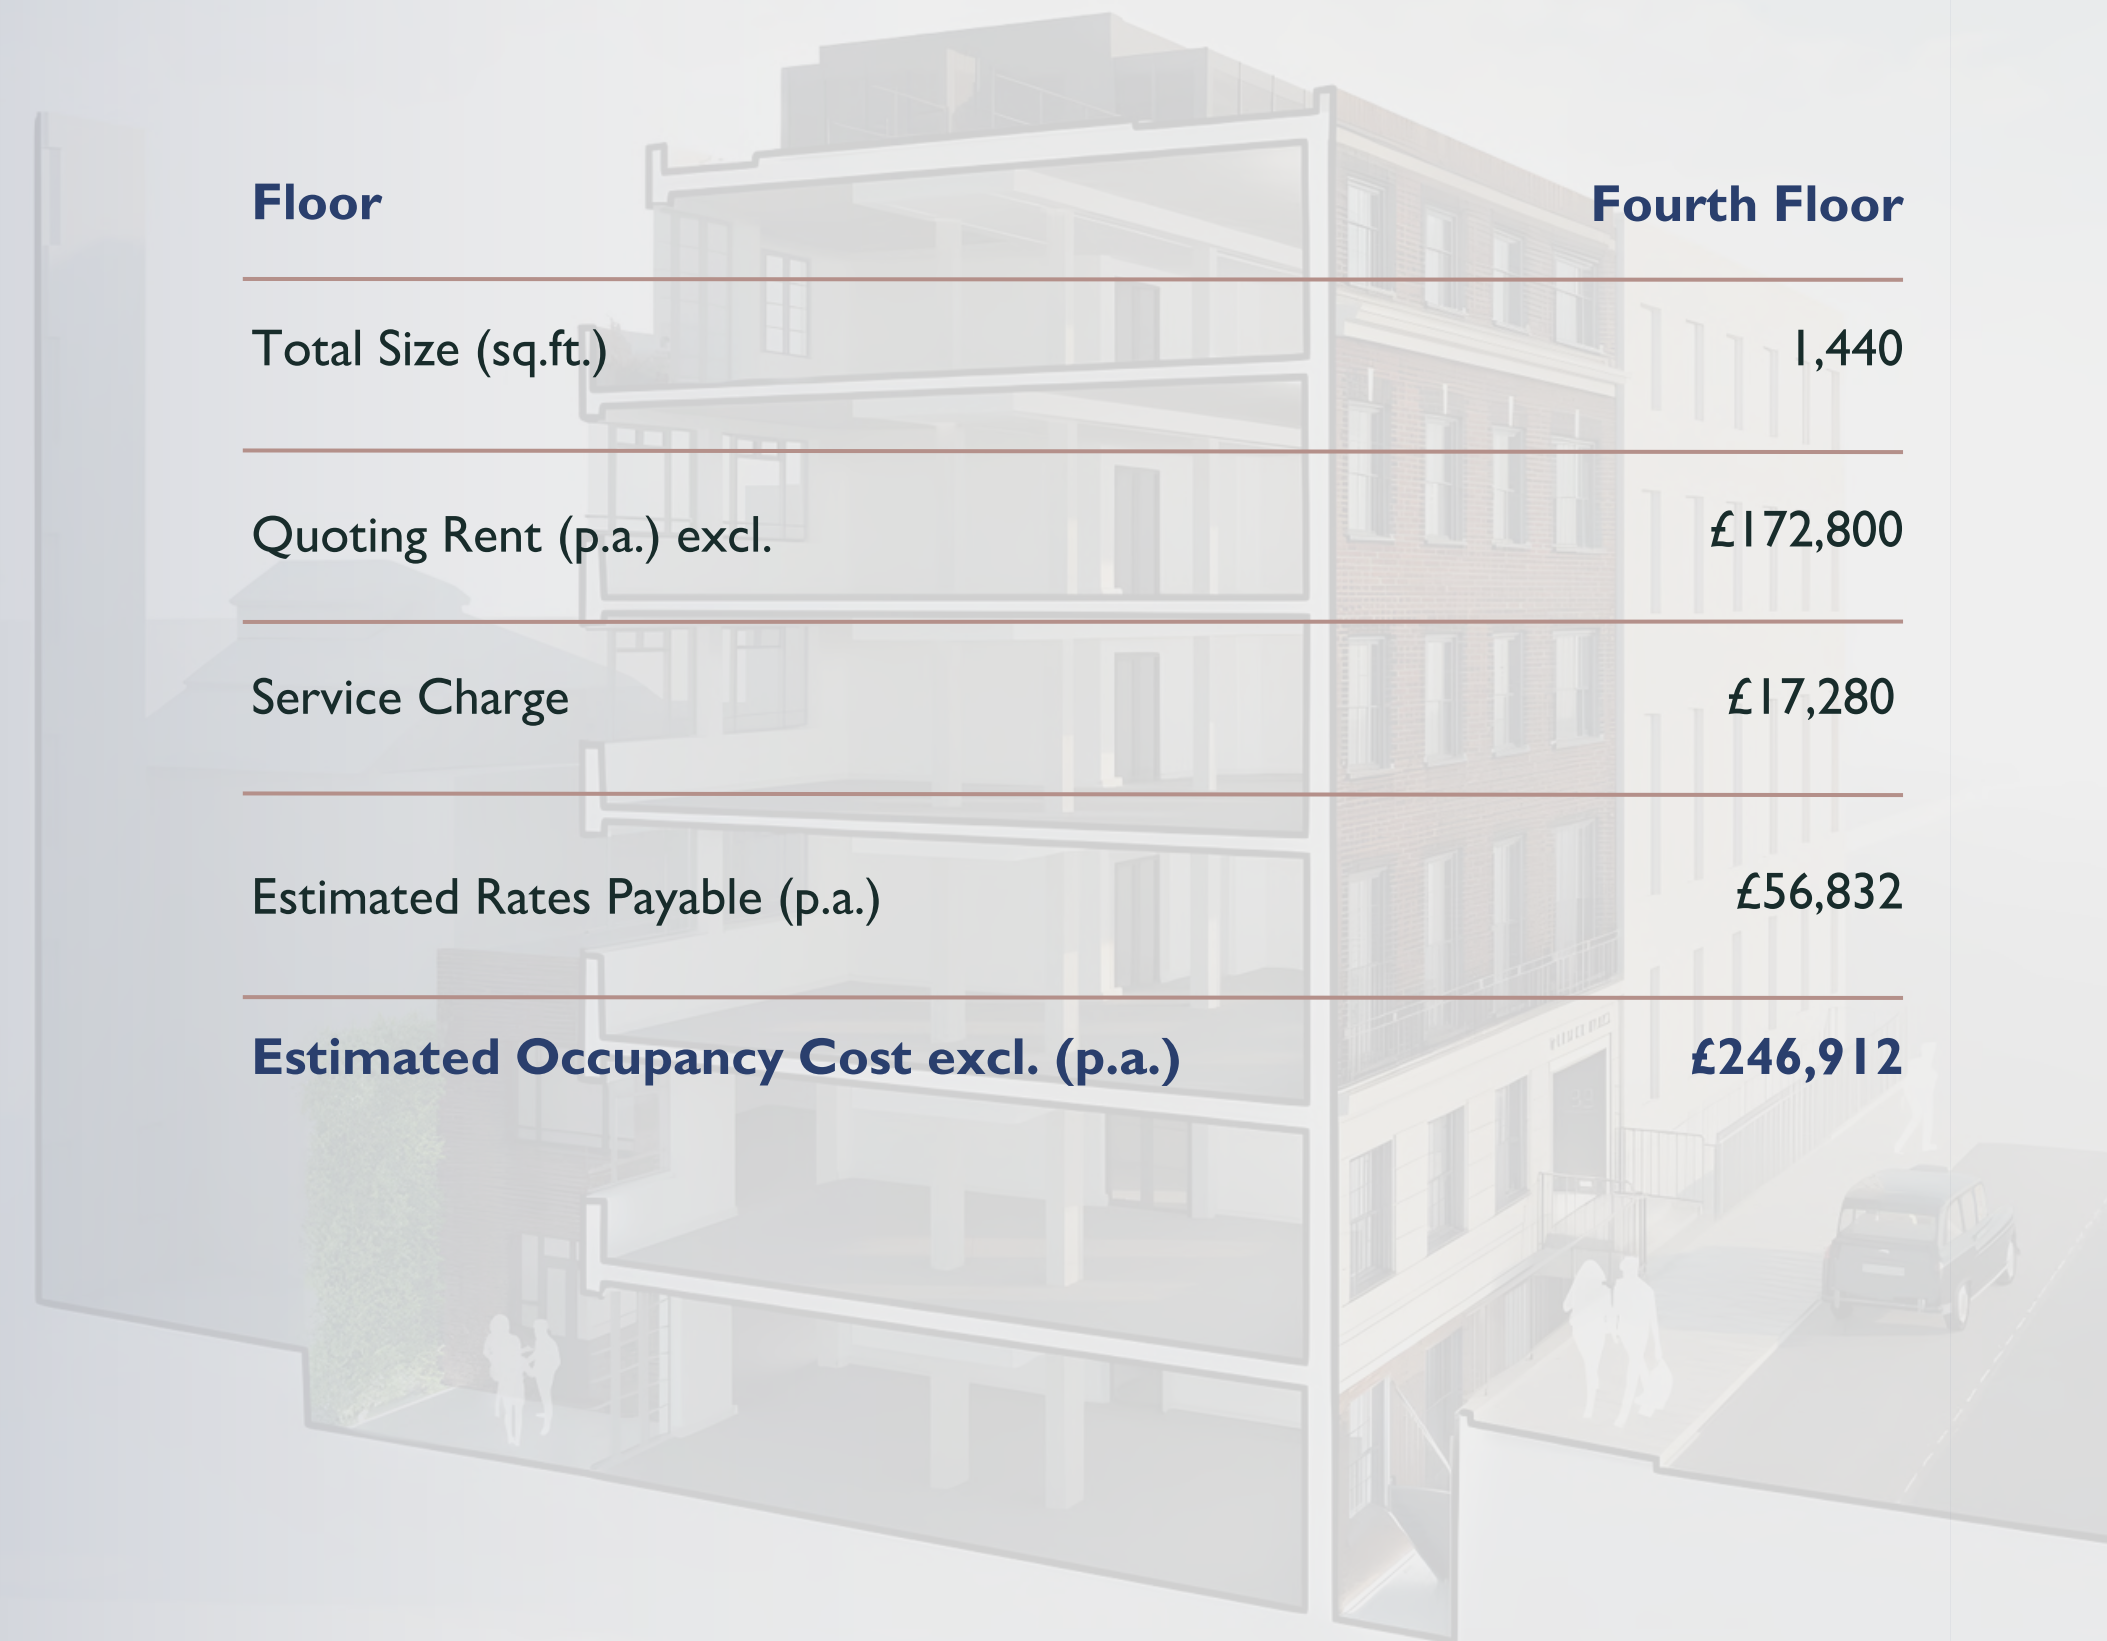 Floor Fourth Floor
Total Size (sq.ft.) 1,440
Quoting Rent (p.a.) excl. £172,800
Service Charge £17,280
Estimated Rates Payable (p.a.) £56,832
Estimated Occupancy Cost excl. (p.a.) £246,912